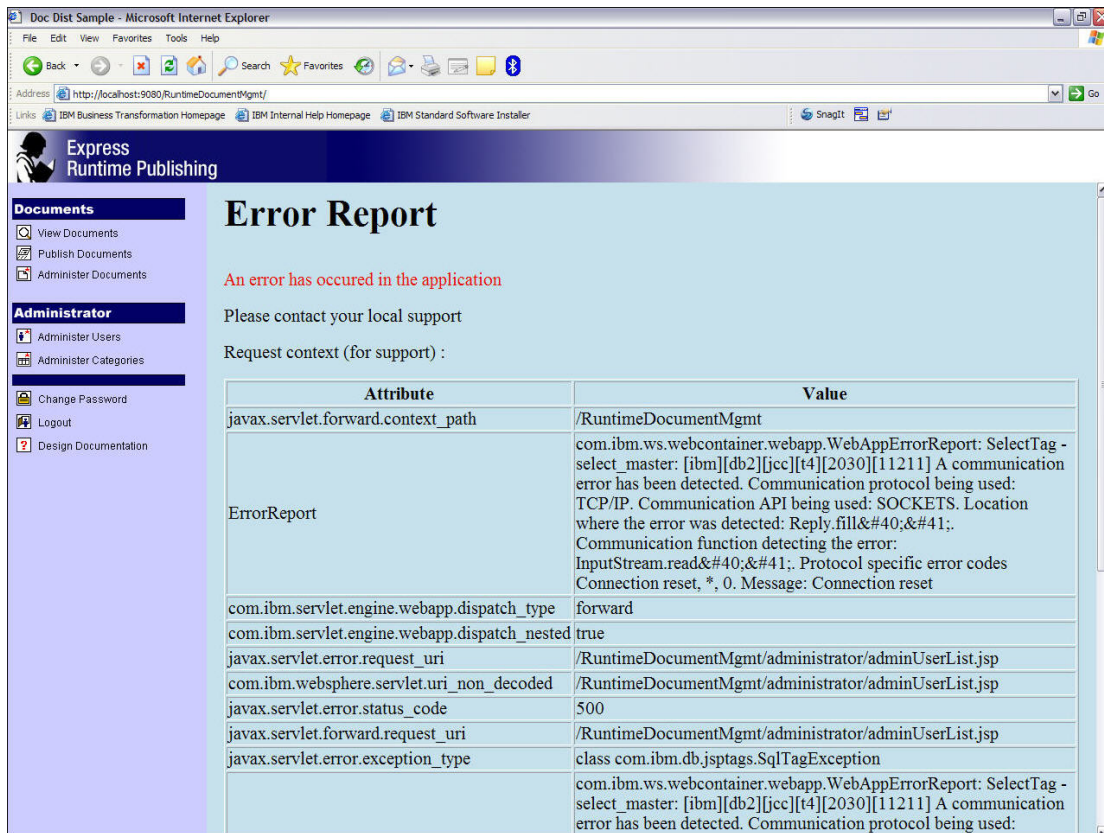 Doc Dist Sample - Microsoft Internet Explorer
File Edit View Favorites Tools Help
Back Search Favorites
Address http://localhost:9080/RuntimeDocumentMgmt/ Go
Links IBM Business Transformation Homepage IBM Internal Help Homepage IBM Standard Software Installer SnagIt
Express
Runtime Publishing
Documents
View Documents
Publish Documents
Administer Documents
Administrator
Administer Users
Administer Categories
Change Password
Logout
Design Documentation
Error Report
An error has occured in the application
Please contact your local support
Request context (for support) :
Attribute Value
javax.servlet.forward.context_path /RuntimeDocumentMgmt
ErrorReport
com.ibm.ws.webcontainer.webapp.WebAppErrorReport: SelectTag -
select_master: [ibm][db2][jcc][t4][2030][11211] A communication
error has been detected. Communication protocol being used:
TCP/IP. Communication API being used: SOCKETS. Location
where the error was detected: Reply.fill&#40;&#41;.
Communication function detecting the error:
InputStream.read&#40;&#41;. Protocol specific error codes
Connection reset, *, 0. Message: Connection reset
com.ibm.servlet.engine.webapp.dispatch_type forward
com.ibm.servlet.engine.webapp.dispatch_nested true
javax.servlet.error.request_uri /RuntimeDocumentMgmt/administrator/adminUserList.jsp
com.ibm.websphere.servlet.uri_non_decoded /RuntimeDocumentMgmt/administrator/adminUserList.jsp
javax.servlet.error.status_code 500
javax.servlet.forward.request_uri /RuntimeDocumentMgmt/administrator/adminUserList.jsp
javax.servlet.error.exception_type class com.ibm.db.jsptags.SqlTagException
com.ibm.ws.webcontainer.webapp.WebAppErrorReport: SelectTag -
select_master: [ibm][db2][jcc][t4][2030][11211] A communication
error has been detected. Communication protocol being used: